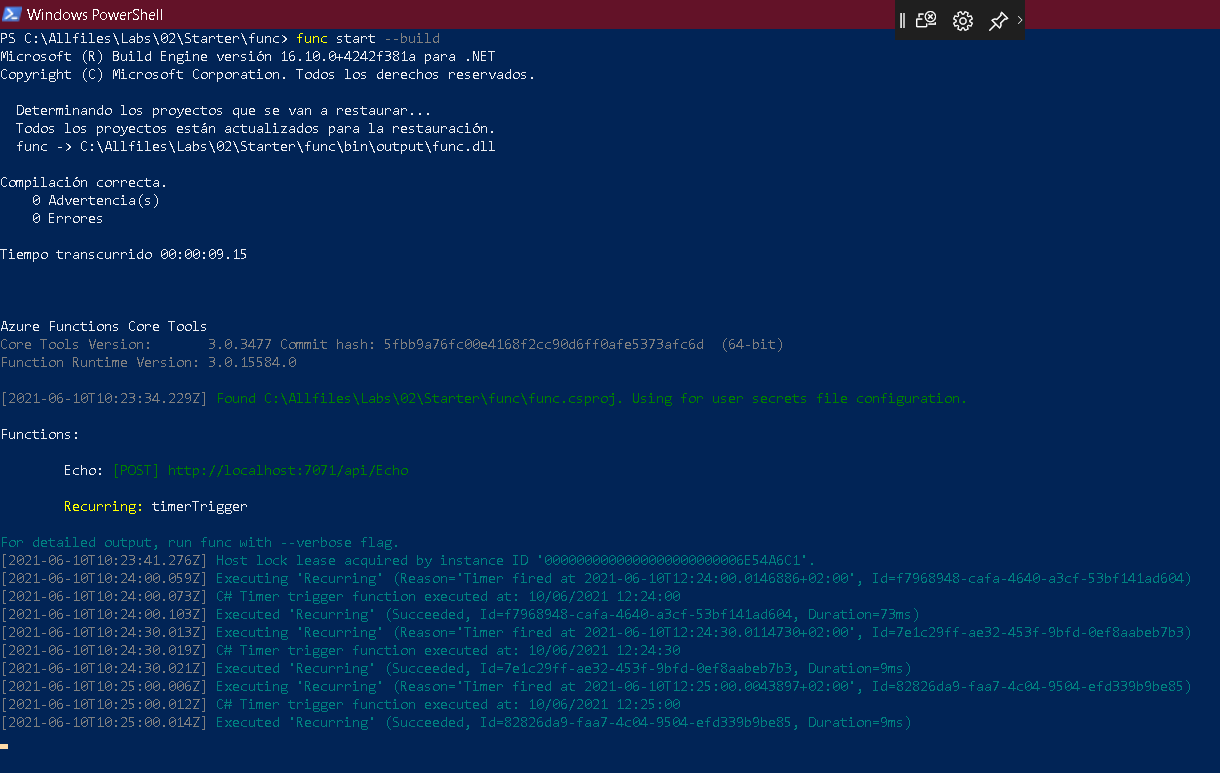 Windows PowerShell
PS C:\Allfiles\Labs\02\Starter\func> func start --build
Microsoft (R) Build Engine versión 16.10.0+4242f381a para .NET
Copyright (C) Microsoft Corporation. Todos los derechos reservados.
Determinando los proyectos que se van a restaurar...
Todos los proyectos están actualizados para la restauración.
func -> C:\Allfiles\Labs\02\Starter\func\bin\output\func.dll
Compilación correcta.
0 Advertencia(s)
0 Errores
Tiempo transcurrido 00:00:09.15
Azure Functions Core Tools
Core Tools Version: 3.0.3477 Commit hash: 5fbb9a76fc00e4168f2cc90d6ff0afe5373afc6d (64-bit)
Function Runtime Version: 3.0.15584.0
[2021-06-10T10:23:34.229Z] Found C:\Allfiles\Labs\02\Starter\func\func.csproj. Using for user secrets file configuration.
Functions:
Echo: [POST] http://localhost:7071/api/Echo
Recurring: timerTrigger
For detailed output, run func with --verbose flag.
[2021-06-10T10:23:41.276Z] Host lock lease acquired by instance ID '0000000000000000000000006E54A6C1'.
[2021-06-10T10:24:00.059Z] Executing 'Recurring' (Reason='Timer fired at 2021-06-10T12:24:00.0146886+02:00', Id=f7968948-cafa-4640-a3cf-53bf141ad604)
[2021-06-10T10:24:00.073Z] C# Timer trigger function executed at: 10/06/2021 12:24:00
[2021-06-10T10:24:00.103Z] Executed 'Recurring' (Succeeded, Id=f7968948-cafa-4640-a3cf-53bf141ad604, Duration=73ms)
[2021-06-10T10:24:30.013Z] Executing 'Recurring' (Reason='Timer fired at 2021-06-10T12:24:30.0114730+02:00', Id=7e1c29ff-ae32-453f-9bfd-0ef8aabeb7b3)
[2021-06-10T10:24:30.019Z] C# Timer trigger function executed at: 10/06/2021 12:24:30
[2021-06-10T10:24:30.021Z] Executed 'Recurring' (Succeeded, Id=7e1c29ff-ae32-453f-9bfd-0ef8aabeb7b3, Duration=9ms)
[2021-06-10T10:25:00.006Z] Executing 'Recurring' (Reason='Timer fired at 2021-06-10T12:25:00.0043897+02:00', Id=82826da9-faa7-4c04-9504-efd339b9be85)
[2021-06-10T10:25:00.012Z] C# Timer trigger function executed at: 10/06/2021 12:25:00
[2021-06-10T10:25:00.014Z] Executed 'Recurring' (Succeeded, Id=82826da9-faa7-4c04-9504-efd339b9be85, Duration=9ms)